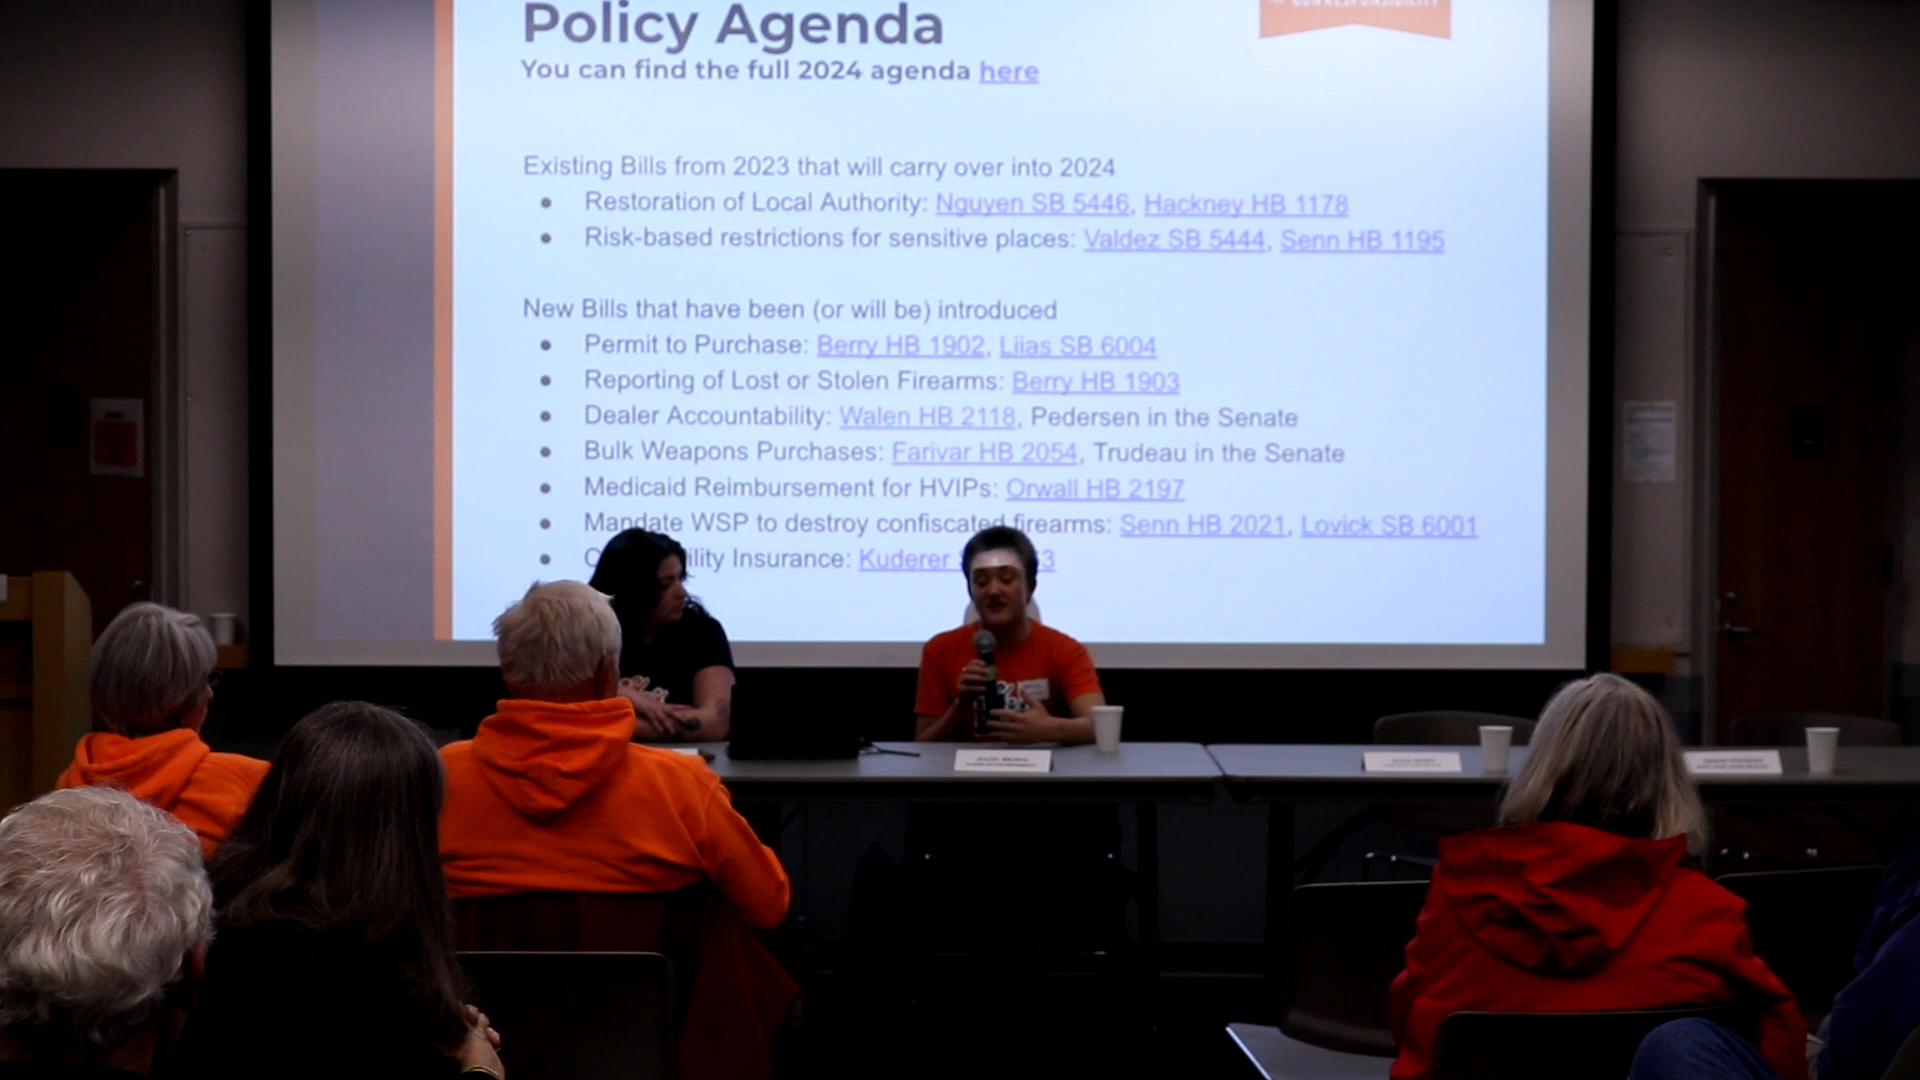 GUN RESPONSIBILITY
Policy Agenda
You can find the full 2024 agenda here
Existing Bills from 2023 that will carry over into 2024
Restoration of Local Authority: Nguyen SB 5446, Hackney HB 1178
Risk-based restrictions for sensitive places: Valdez SB 5444, Senn HB 1195
New Bills that have been (or will be) introduced
Permit to Purchase: Berry HB 1902, Liias SB 6004
Reporting of Lost or Stolen Firearms: Berry HB 1903
Dealer Accountability: Walen HB 2118, Pedersen in the Senate
Bulk Weapons Purchases: Farivar HB 2054, Trudeau in the Senate
Medicaid Reimbursement for HVIPs: Orwall HB 2197
Mandate WSP to destroy confiscated firearms: Senn HB 2021, Lovick SB 6001
Insurance: Kuderer